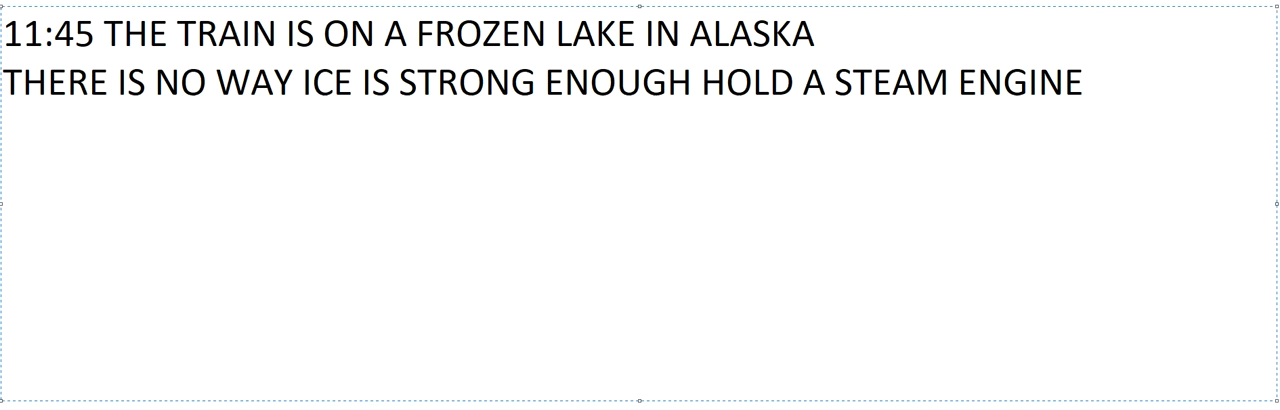 11:45 THE TRAIN IS ON A FROZEN LAKE IN ALASKA
THERE IS NO WAY ICE IS STRONG ENOUGH HOLD A STEAM ENGINE